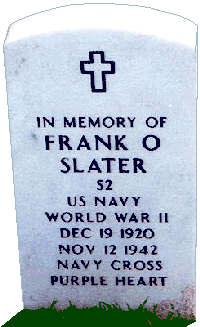 IN MEMORY OF
FRANK O
SLATER
S2
US NAVY
WORLD WAR II
DEC 19 1920
NOV 12 1942
NAVY CROSS
PURPLE HEART